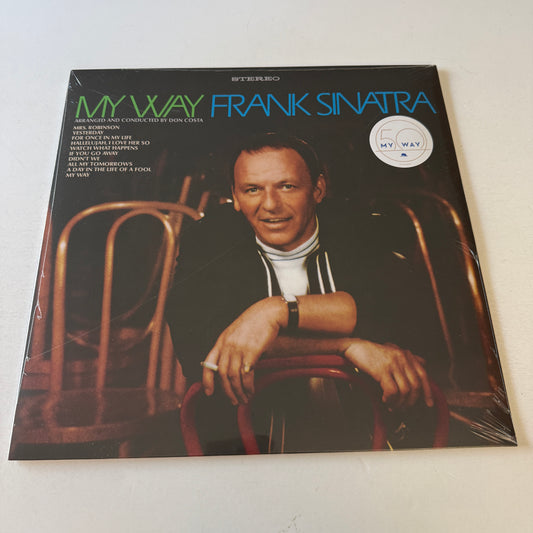 STEREO
MY WAY FRANK SINATRA
ARRANGED AND CONDUCTED BY DON COSTA
MRS. ROBINSON
YESTERDAY
FOR ONCE IN MY LIFE
HALLELUJAH, I LOVE HER SO
WATCH WHAT HAPPENS
IF YOU GO AWAY
DIDN'T WE
ALL MY TOMORROWS
A DAY IN THE LIFE OF A FOOL
MY WAY
50
MY WAY